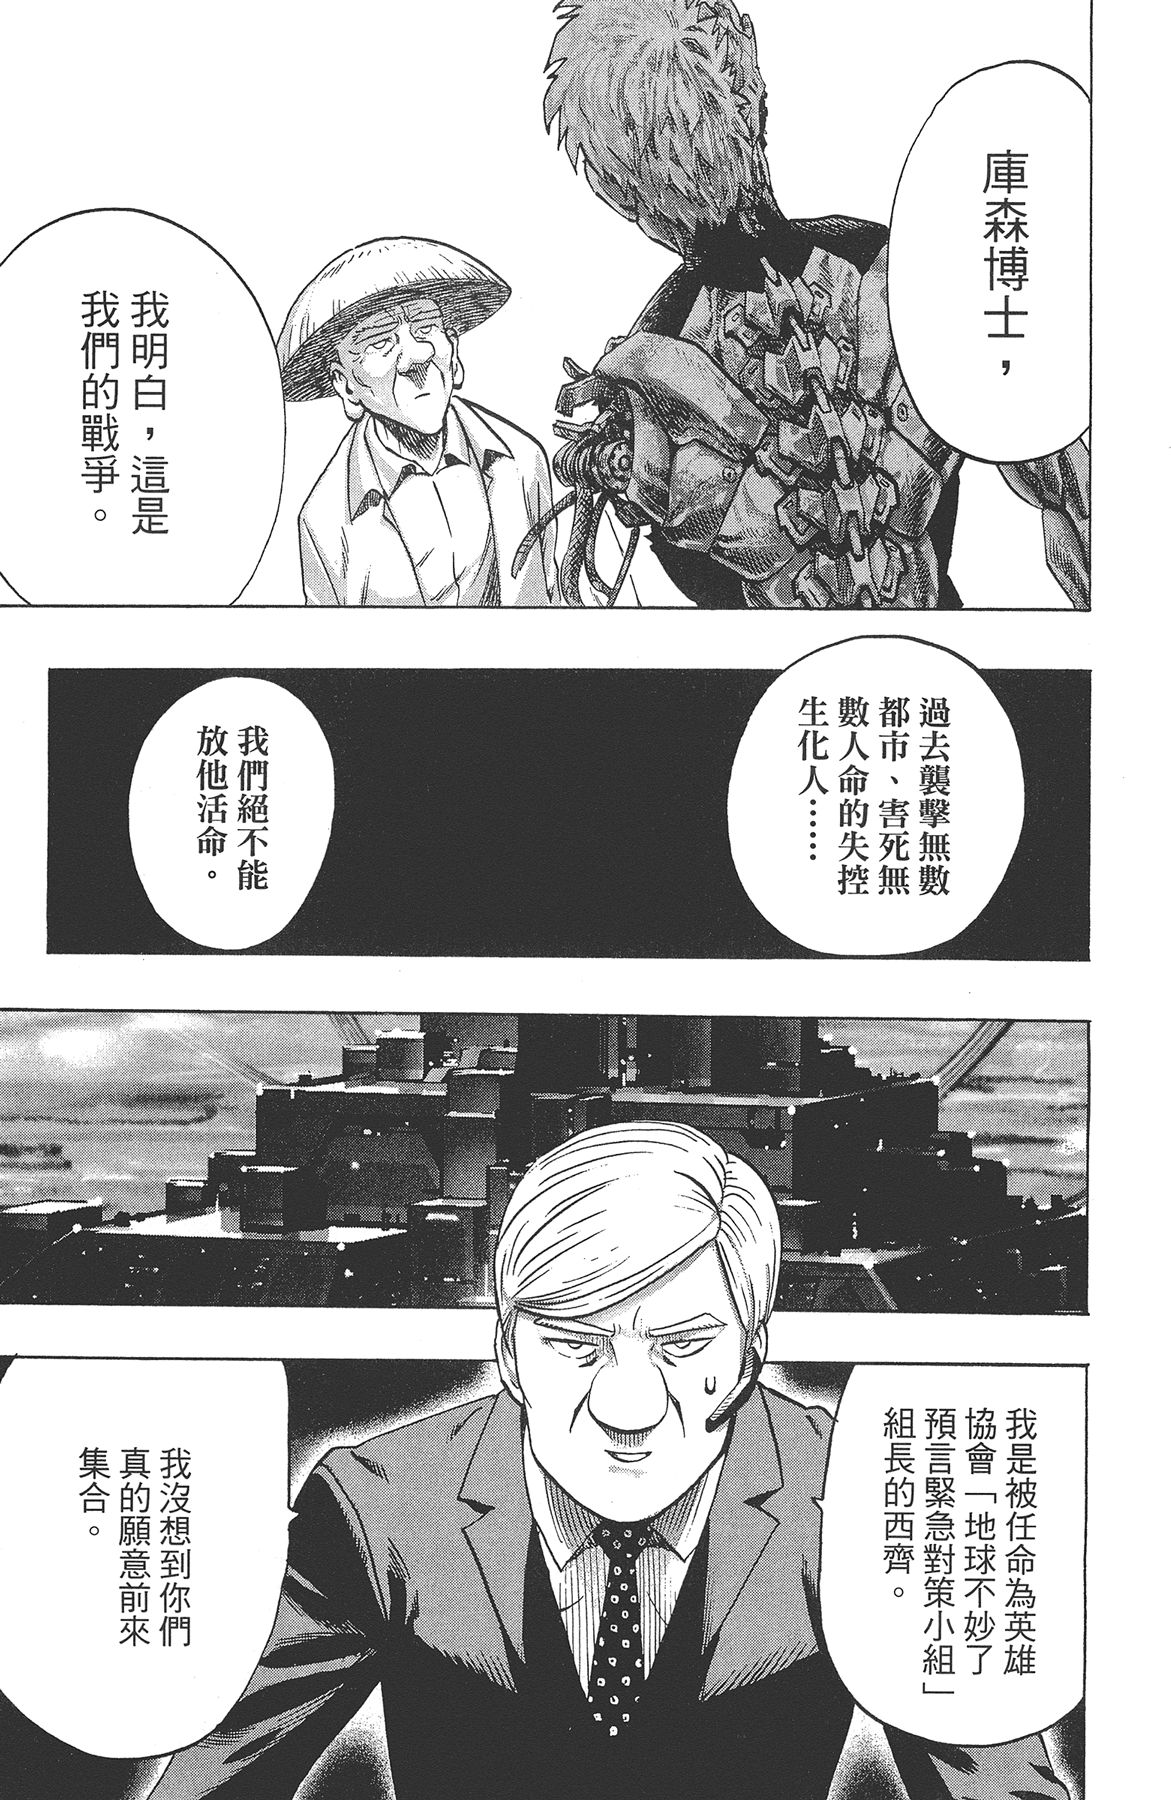 庫森博士，
我明白，這是
我們的戰爭。
過去襲擊無數
都市、害死無
數人命的失控
生化人……
我們絕不能
放他活命。
我是被任命為英雄
協會「地球不妙了
預言緊急對策小組」
組長的西齊。
我沒想到你們
真的願意前來
集合。